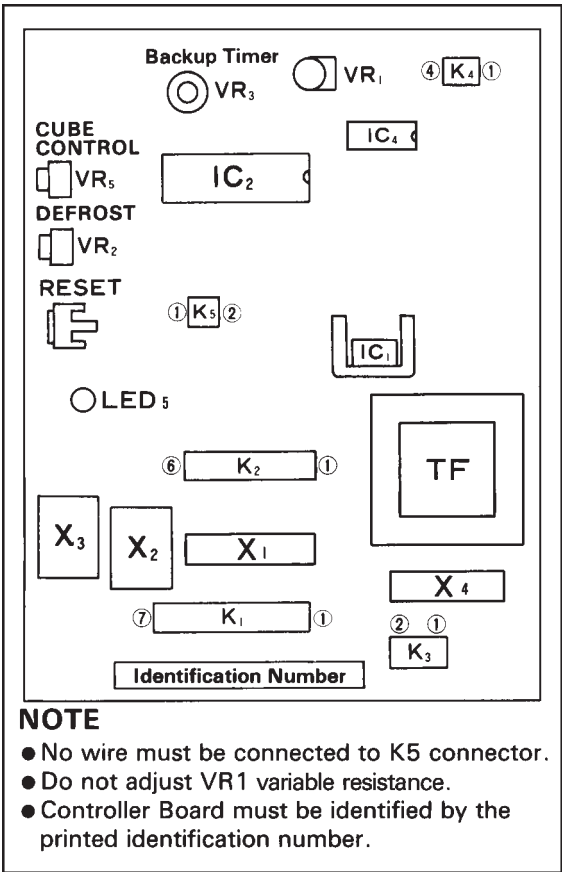 Backup Timer
VR₃
VR₁
④ K₄ ①
CUBE
CONTROL
VR₅
IC₂
IC₄
DEFROST
VR₂
RESET
① K₅ ②
IC₁
LED ₅
⑥ K₂ ①
TF
X₃
X₂
X₁
X ₄
⑦ K₁ ①
② ①
K₃
Identification Number
NOTE
● No wire must be connected to K5 connector.
● Do not adjust VR1 variable resistance.
● Controller Board must be identified by the
printed identification number.